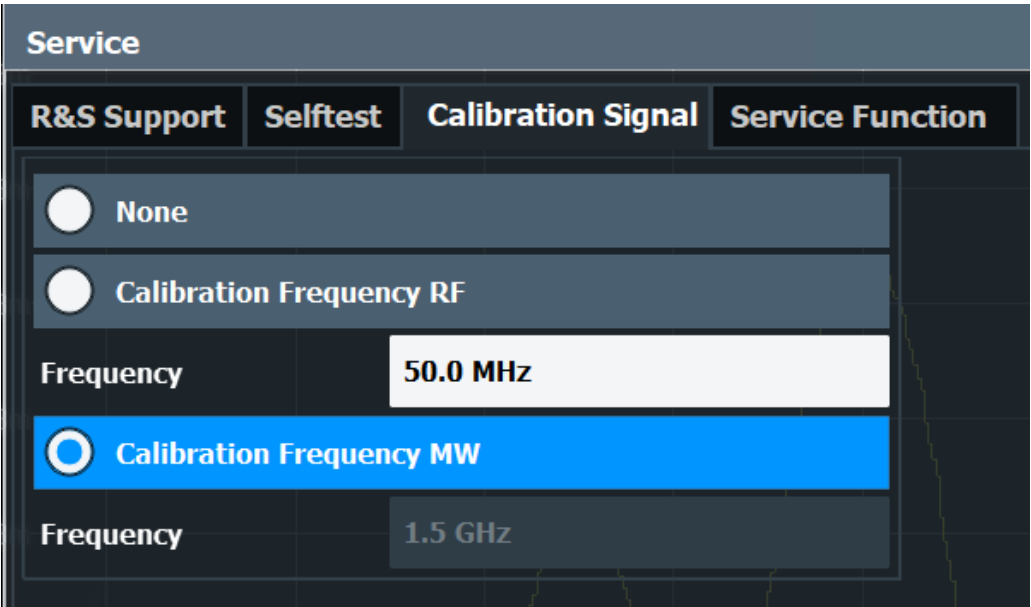 Service
R&S Support Selftest Calibration Signal Service Function
None
Calibration Frequency RF
Frequency 50.0 MHz
Calibration Frequency MW
Frequency 1.5 GHz